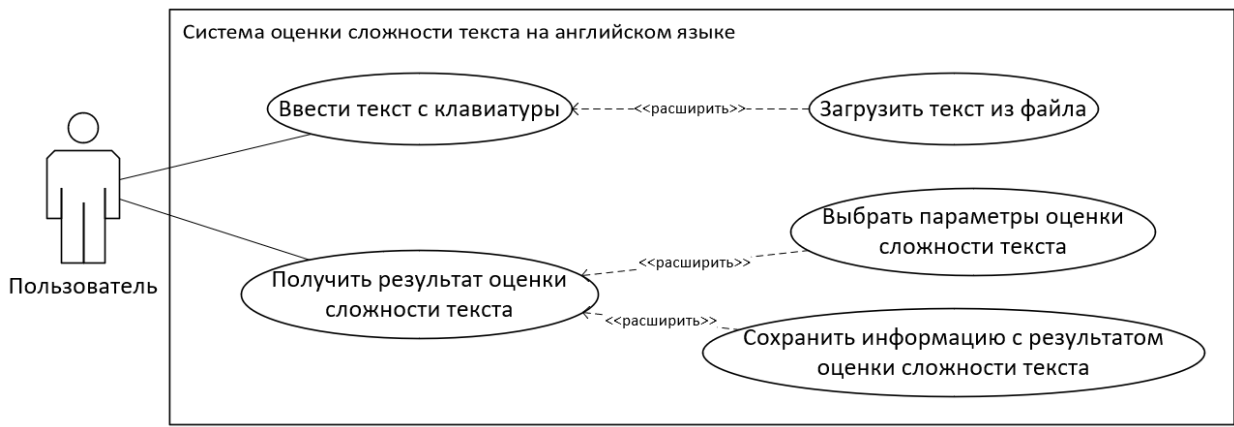 Система оценки сложности текста на английском языке
Ввести текст с клавиатуры
<<расширить>>
Загрузить текст из файла
Выбрать параметры оценки
сложности текста
<<расширить>>
Пользователь
Получить результат оценки
сложности текста
<<расширить>>
Сохранить информацию с результатом
оценки сложности текста